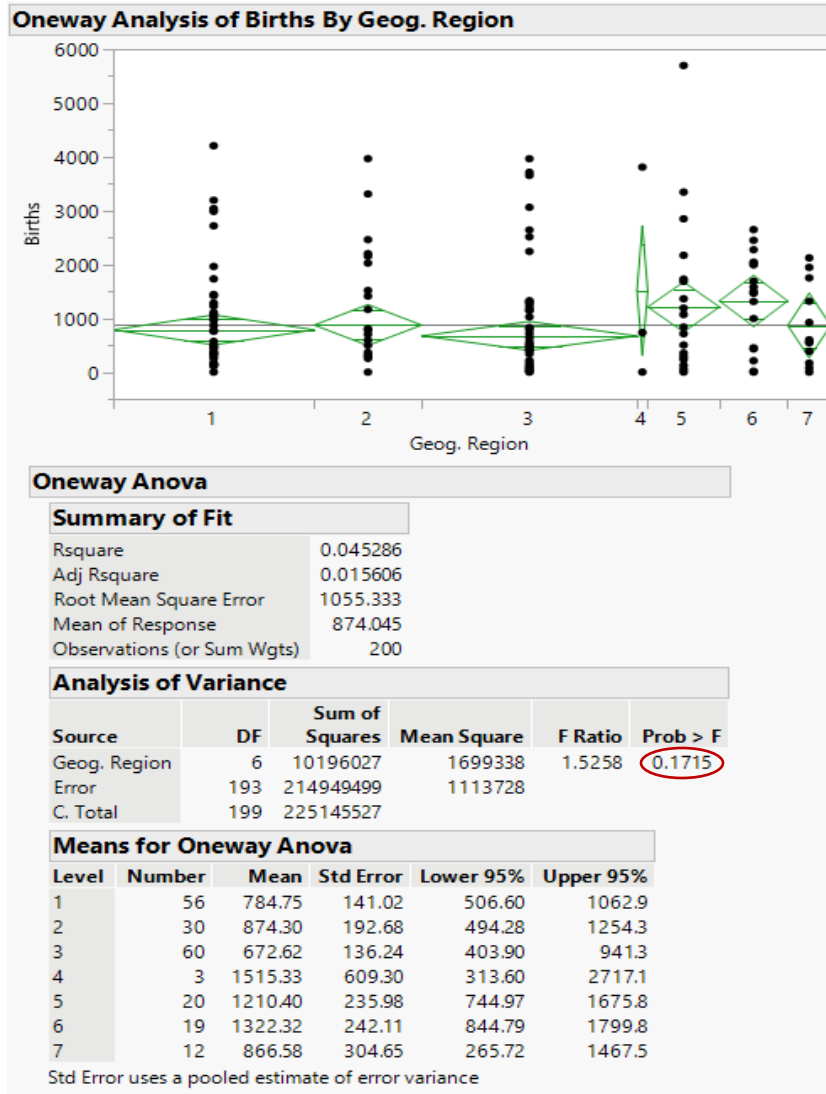 Oneway Analysis of Births By Geog. Region
6000
5000
4000
3000
2000
1000
0
Births
1 2 3 4 5 6 7
Geog. Region
Oneway Anova
Summary of Fit
Rsquare 0.045286
Adj Rsquare 0.015606
Root Mean Square Error 1055.333
Mean of Response 874.045
Observations (or Sum Wgts) 200
Analysis of Variance
Sum of
Source DF Squares Mean Square F Ratio Prob > F
Geog. Region 6 10196027 1699338 1.5258 0.1715
Error 193 214949499 1113728
C. Total 199 225145527
Means for Oneway Anova
Level Number Mean Std Error Lower 95% Upper 95%
1 56 784.75 141.02 506.60 1062.9
2 30 874.30 192.68 494.28 1254.3
3 60 672.62 136.24 403.90 941.3
4 3 1515.33 609.30 313.60 2717.1
5 20 1210.40 235.98 744.97 1675.8
6 19 1322.32 242.11 844.79 1799.8
7 12 866.58 304.65 265.72 1467.5
Std Error uses a pooled estimate of error variance